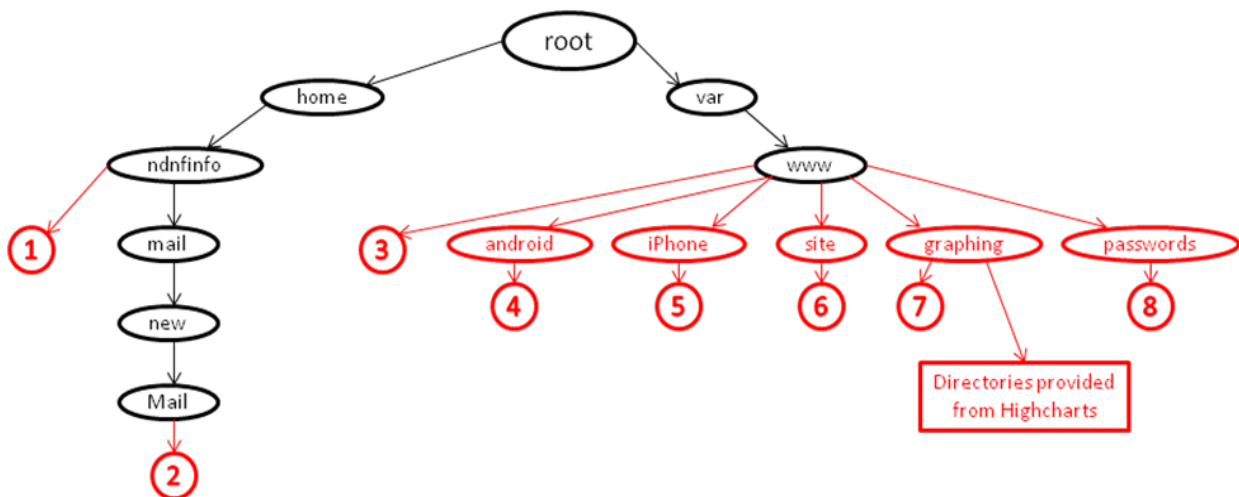 root
home
var
ndnfinfo
www
1
mail
3
android
iPhone
site
graphing
passwords
new
4
5
6
7
8
Mail
Directories provided
from Highcharts
2